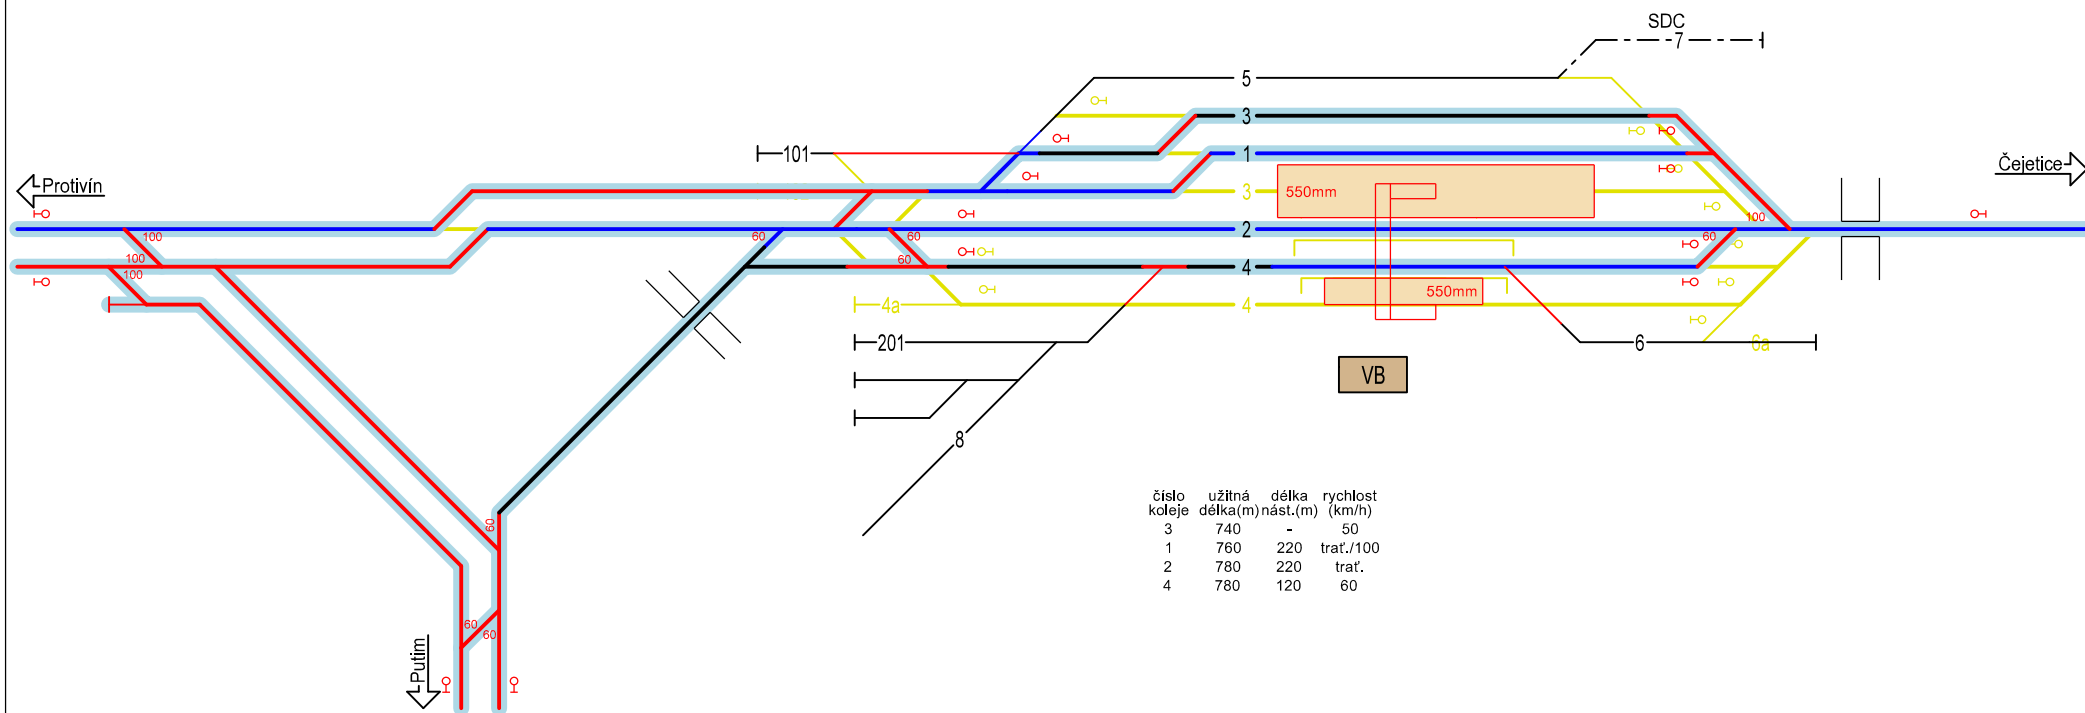 SDC
7
5
3
101
1
Čejetice
Protivín
550mm
3
100
60
60
2
100
60
100
60
4
100
550mm
4a
4
201
6
6a
VB
8
číslo koleje užitná délka(m) délka nást.(m) rychlost (km/h)
3 740 - 50
1 760 220 trať./100
2 780 220 trať.
4 780 120 60
60
60
60
Putim